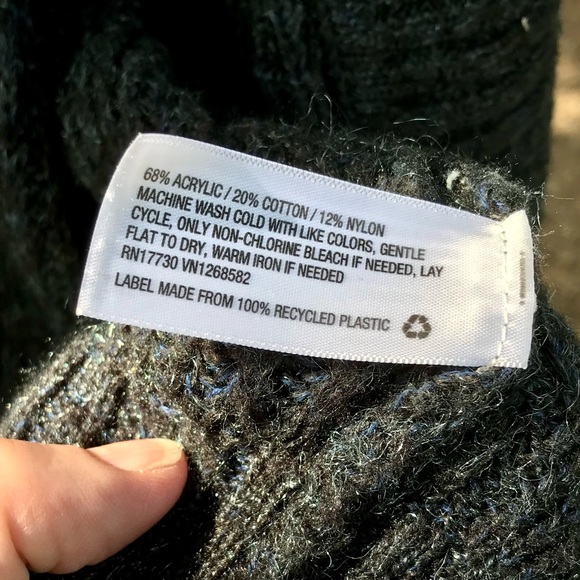 68% ACRYLIC / 20% COTTON / 12% NYLON
MACHINE WASH COLD WITH LIKE COLORS, GENTLE
CYCLE, ONLY NON-CHLORINE BLEACH IF NEEDED, LAY
FLAT TO DRY, WARM IRON IF NEEDED
RN17730 VN1268582
LABEL MADE FROM 100% RECYCLED PLASTIC